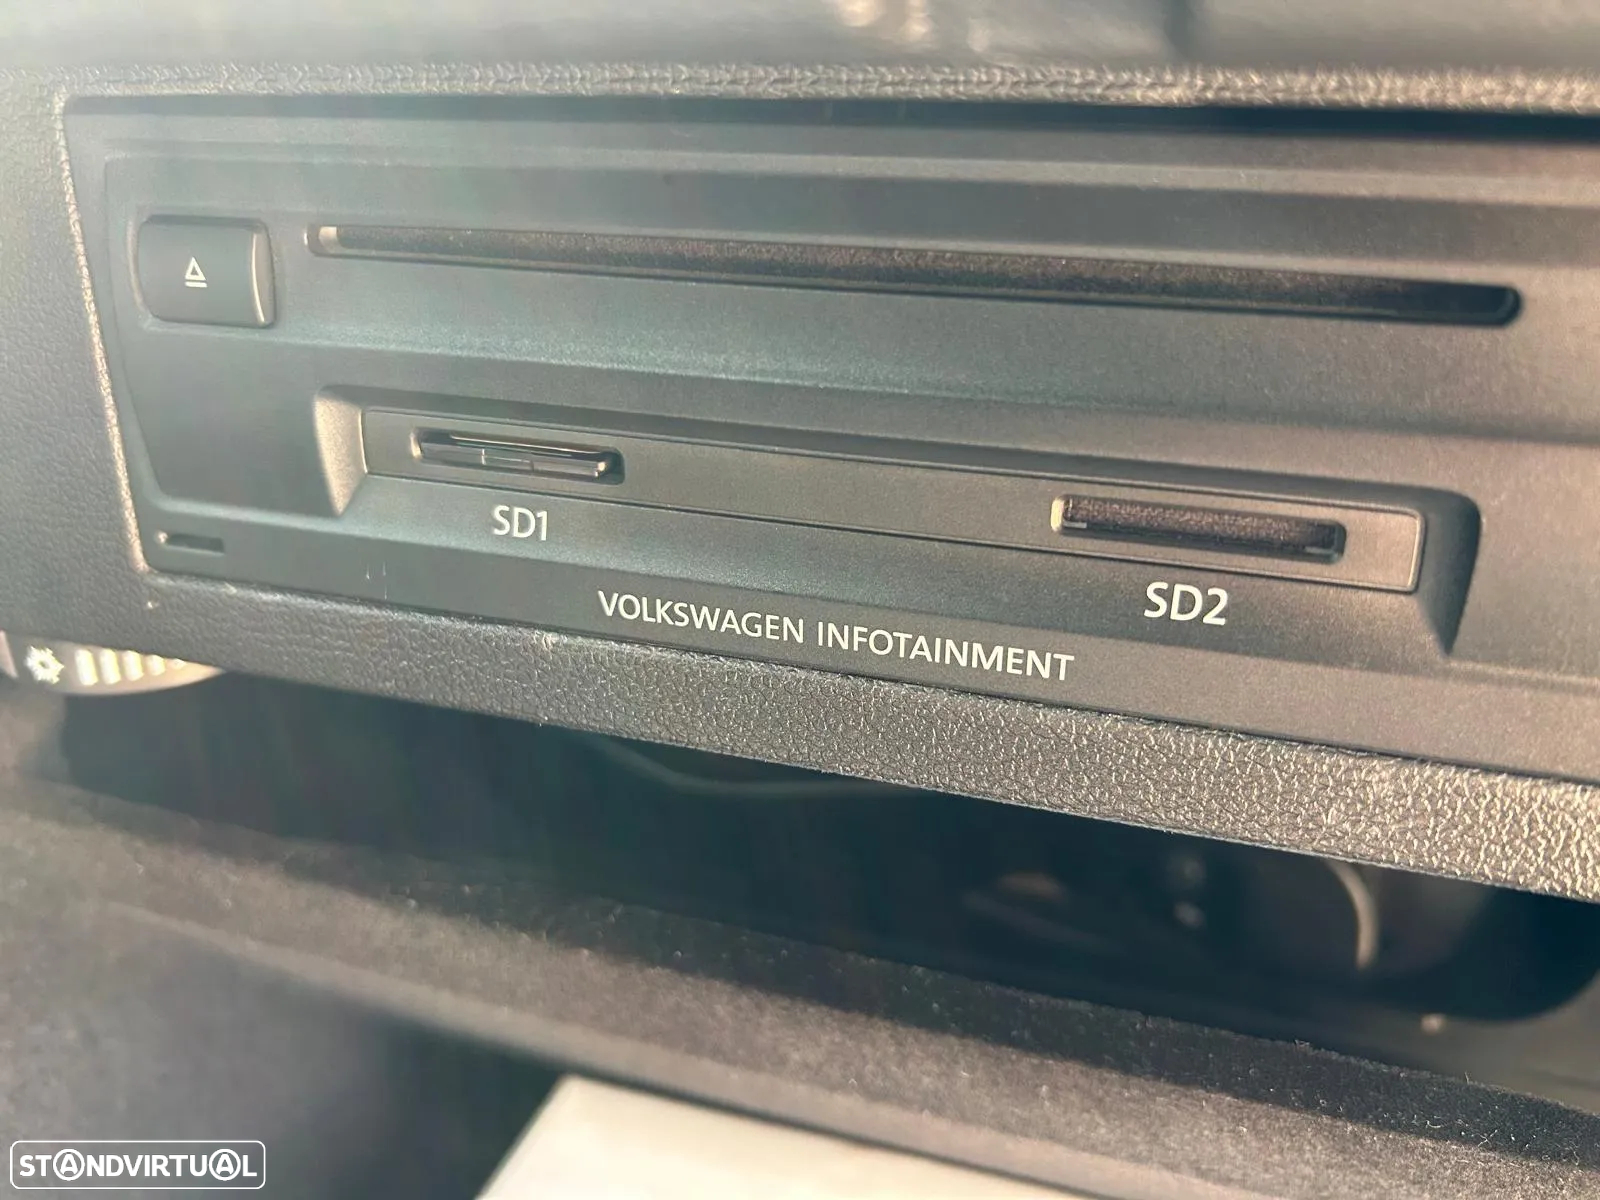 SD1
SD2
VOLKSWAGEN INFOTAINMENT
STANDVIRTUAL